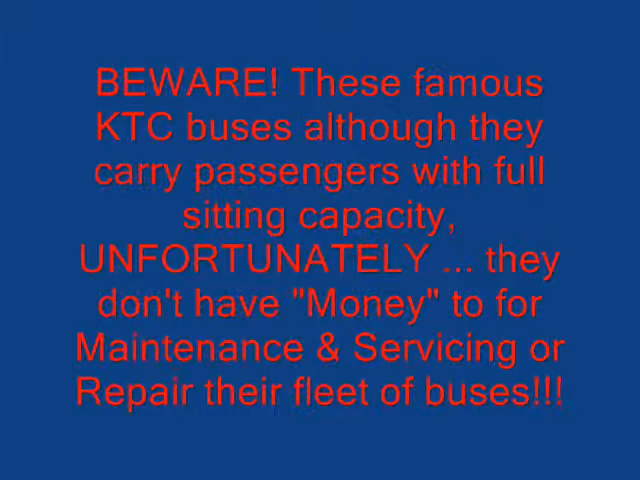 BEWARE! These famous
KTC buses although they
carry passengers with full
sitting capacity,
UNFORTUNATELY ... they
don't have "Money" to for
Maintenance & Servicing or
Repair their fleet of buses!!!